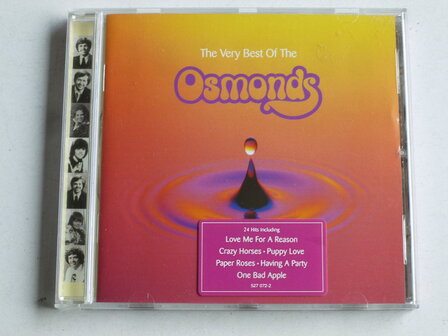 The Very Best Of The
Osmonds
24 Hits Including
Love Me For A Reason
Crazy Horses • Puppy Love
Paper Roses • Having A Party
One Bad Apple
527 072-2